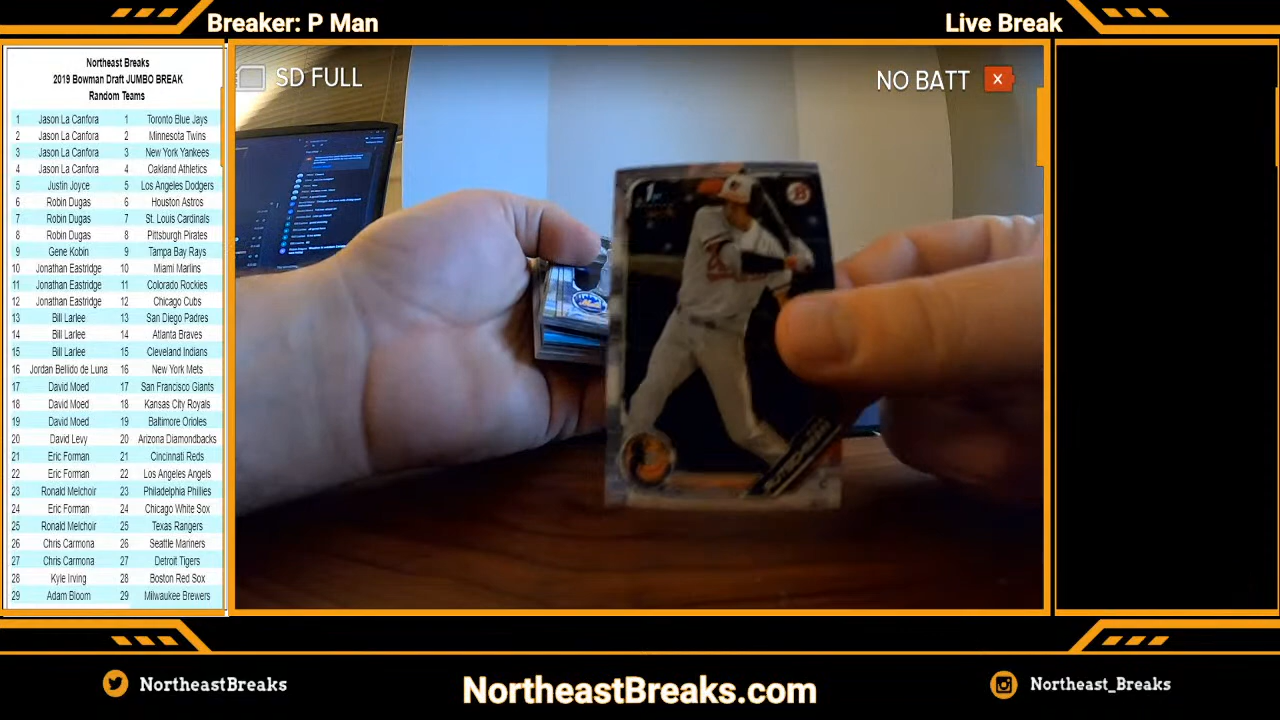 Breaker: P Man
Live Break
Northeast Breaks
2019 Bowman Draft JUMBO BREAK
Random Teams
1 Jason La Canfora 1 Toronto Blue Jays
2 Jason La Canfora 2 Minnesota Twins
3 Jason La Canfora 3 New York Yankees
4 Jason La Canfora 4 Oakland Athletics
5 Justin Joyce 5 Los Angeles Dodgers
6 Robin Dugas 6 Houston Astros
7 Robin Dugas 7 St. Louis Cardinals
8 Robin Dugas 8 Pittsburgh Pirates
9 Gene Kobin 9 Tampa Bay Rays
10 Jonathan Eastridge 10 Miami Marlins
11 Jonathan Eastridge 11 Colorado Rockies
12 Jonathan Eastridge 12 Chicago Cubs
13 Bill Larlee 13 San Diego Padres
14 Bill Larlee 14 Atlanta Braves
15 Bill Larlee 15 Cleveland Indians
16 Jordan Bellido de Luna 16 New York Mets
17 David Moed 17 San Francisco Giants
18 David Moed 18 Kansas City Royals
19 David Moed 19 Baltimore Orioles
20 David Levy 20 Arizona Diamondbacks
21 Eric Forman 21 Cincinnati Reds
22 Eric Forman 22 Los Angeles Angels
23 Ronald Melchoir 23 Philadelphia Phillies
24 Eric Forman 24 Chicago White Sox
25 Ronald Melchoir 25 Texas Rangers
26 Chris Carmona 26 Seattle Mariners
27 Chris Carmona 27 Detroit Tigers
28 Kyle Irving 28 Boston Red Sox
29 Adam Bloom 29 Milwaukee Brewers
SD FULL
NO BATT
NortheastBreaks
NortheastBreaks.com
Northeast_Breaks